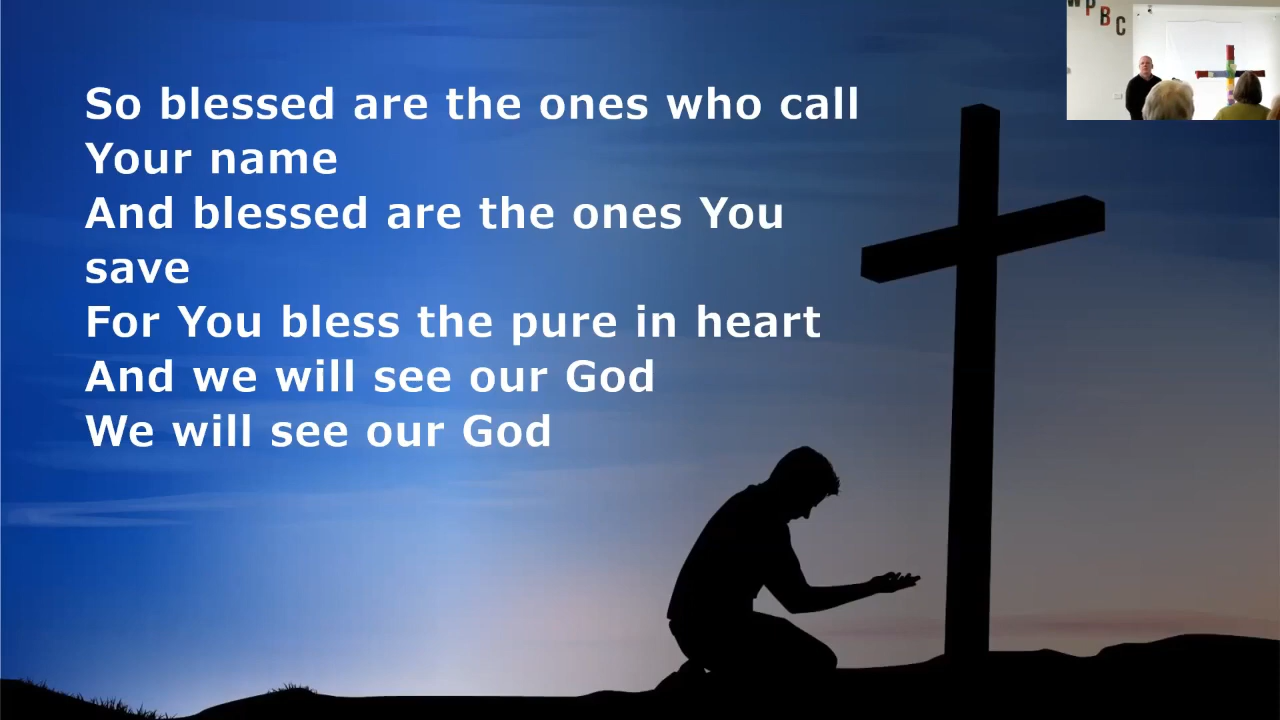 So blessed are the ones who call
Your name
And blessed are the ones You
save
For You bless the pure in heart
And we will see our God
We will see our God
WPBC